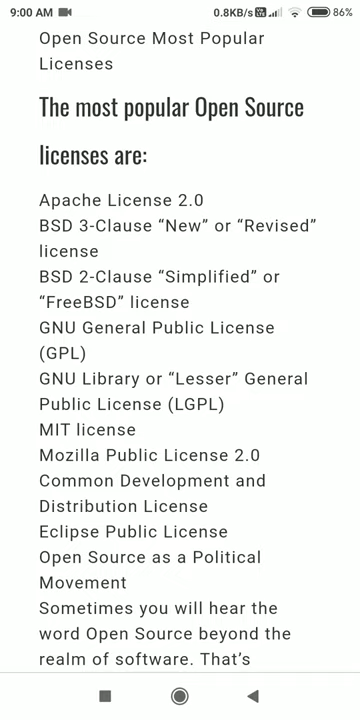 9:00 AM 0.8KB/s 86%
Open Source Most Popular
Licenses
The most popular Open Source
licenses are:
Apache License 2.0
BSD 3-Clause “New” or “Revised”
license
BSD 2-Clause “Simplified” or
“FreeBSD” license
GNU General Public License
(GPL)
GNU Library or “Lesser” General
Public License (LGPL)
MIT license
Mozilla Public License 2.0
Common Development and
Distribution License
Eclipse Public License
Open Source as a Political
Movement
Sometimes you will hear the
word Open Source beyond the
realm of software. That’s